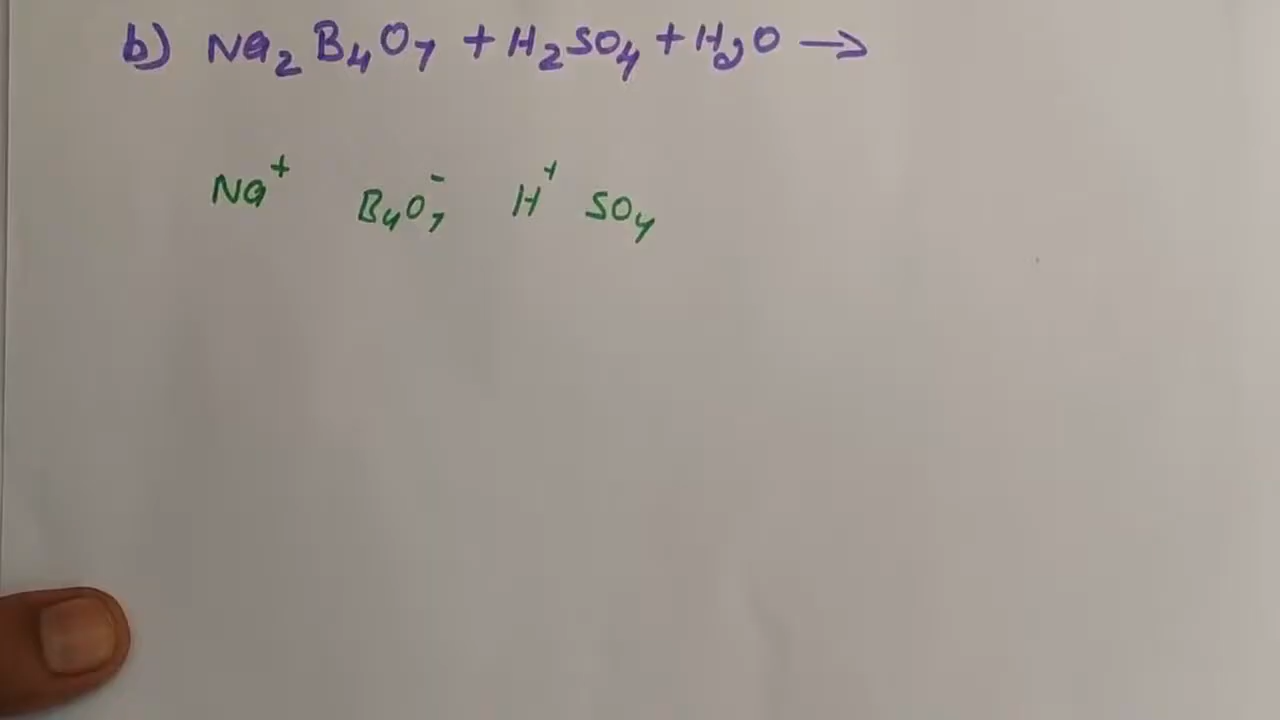 b) Na₂B₄O₇ + H₂SO₄ + H₂O →
Na⁺ B₄O₇⁻ H⁺ SO₄